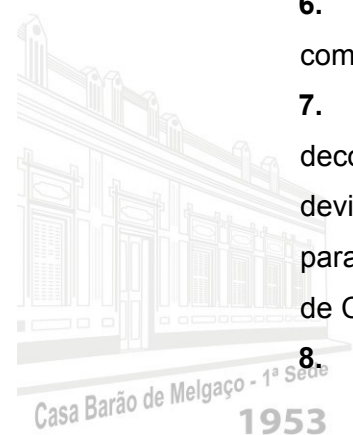 6.
com
7.
deco
devi
para
de C
8.
Casa Barão de Melgaço - 1ª Sede
1953